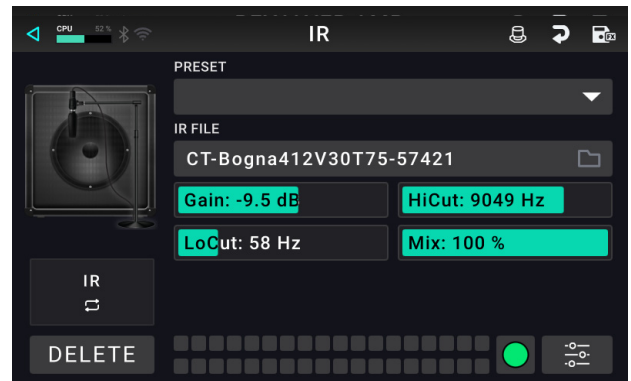 CPU 52 %
IR
FX
PRESET
IR FILE
CT-Bogna412V30T75-57421
Gain: -9.5 dB
HiCut: 9049 Hz
LoCut: 58 Hz
Mix: 100 %
IR
DELETE